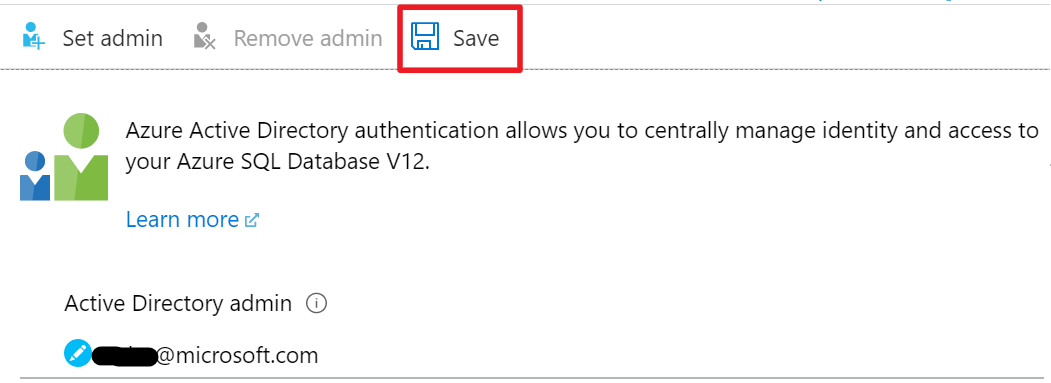 Set admin Remove admin Save
Azure Active Directory authentication allows you to centrally manage identity and access to
your Azure SQL Database V12.
Learn more
Active Directory admin
@microsoft.com